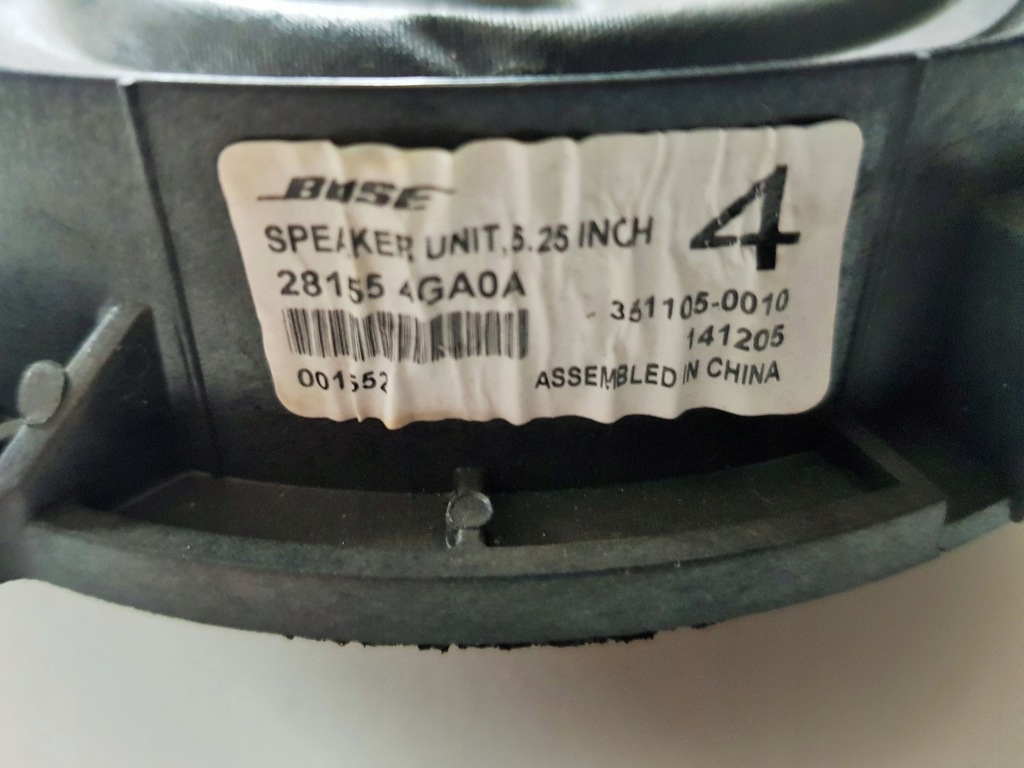 BOSE
4
SPEAKER UNIT, 5.25 INCH
28155 4GA0A
361105-0010
141205
001552
ASSEMBLED IN CHINA